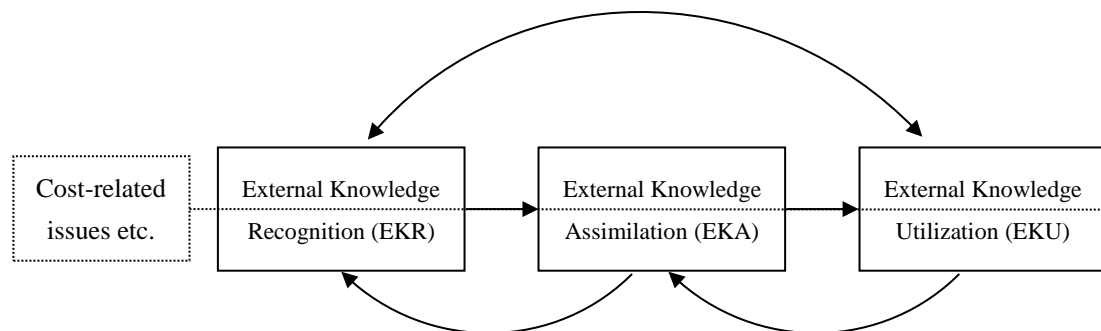 Cost-related
issues etc.
External Knowledge
Recognition (EKR)
External Knowledge
Assimilation (EKA)
External Knowledge
Utilization (EKU)